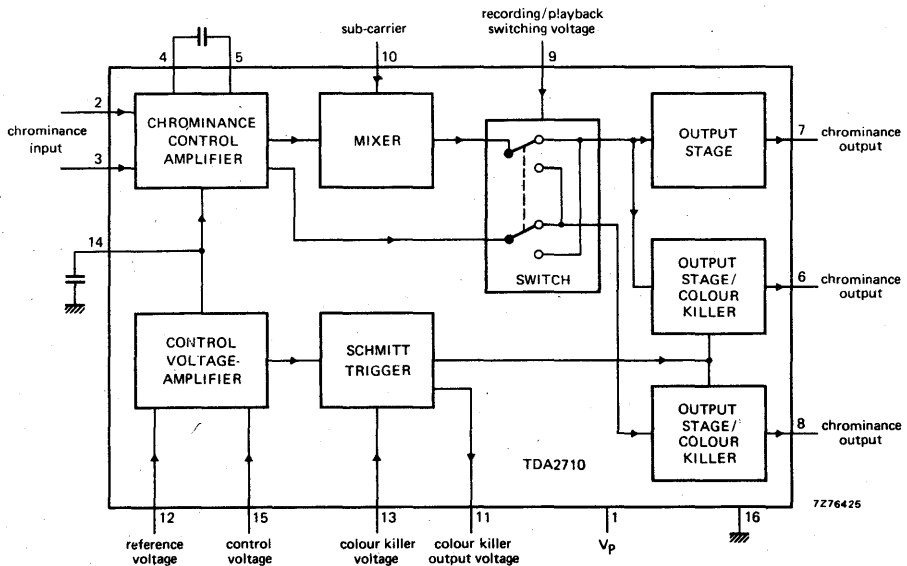 recording/playback
sub-carrier
switching voltage
4
5
10
9
2
chrominance
input
3
CHROMINANCE
CONTROL
AMPLIFIER
MIXER
OUTPUT
STAGE
7
chrominance
output
14
SWITCH
OUTPUT
STAGE/
COLOUR
KILLER
6
chrominance
output
CONTROL
VOLTAGE-
AMPLIFIER
SCHMITT
TRIGGER
OUTPUT
STAGE/
COLOUR
KILLER
8
chrominance
output
TDA2710
7Z76425
12
15
13
11
1
16
reference
voltage
control
voltage
colour killer
voltage
colour killer
output voltage
Vp